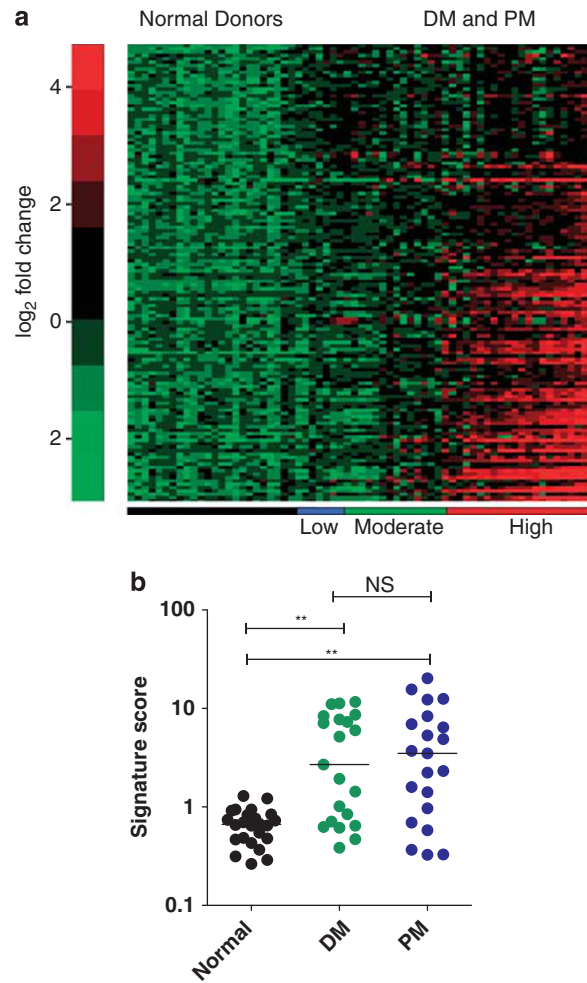 a
Normal Donors DM and PM
4
2
0
2
log2 fold change
Low Moderate High
b
NS
**
**
100
10
1
0.1
Signature score
Normal DM PM